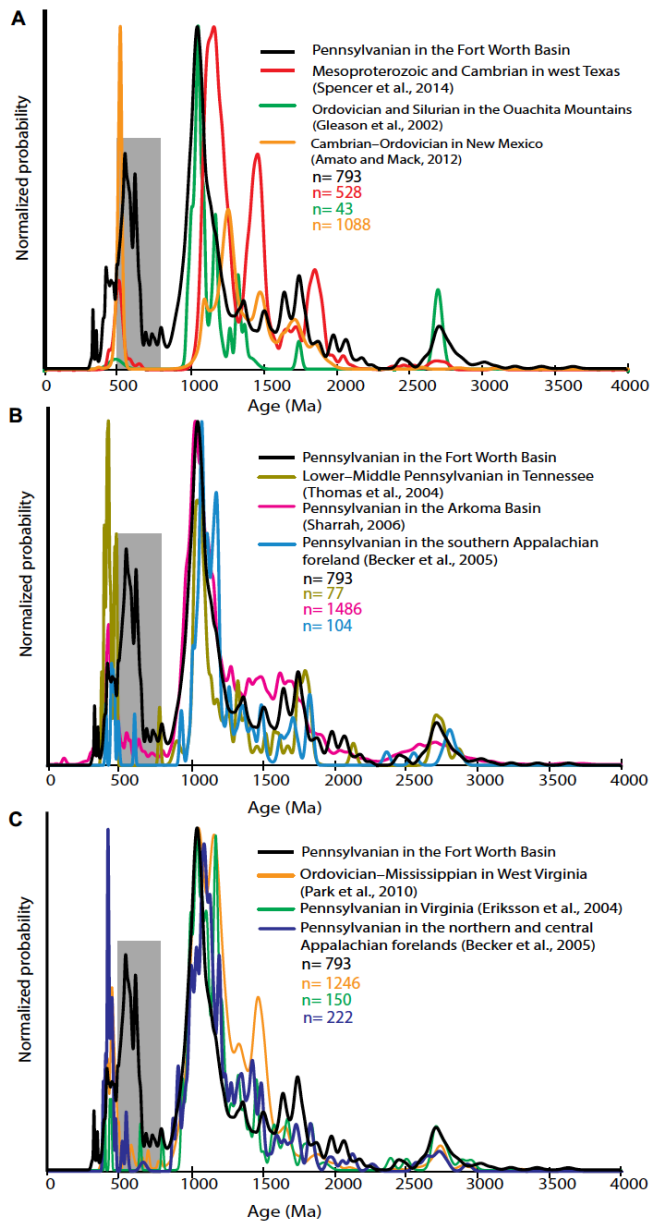 A
Normalized probability
Pennsylvanian in the Fort Worth Basin
Mesoproterozoic and Cambrian in west Texas
(Spencer et al., 2014)
Ordovician and Silurian in the Ouachita Mountains
(Gleason et al., 2002)
Cambrian–Ordovician in New Mexico
(Amato and Mack, 2012)
n= 793
n= 528
n= 43
n= 1088
0 500 1000 1500 2000 2500 3000 3500 4000
Age (Ma)
B
Normalized probability
Pennsylvanian in the Fort Worth Basin
Lower–Middle Pennsylvanian in Tennessee
(Thomas et al., 2004)
Pennsylvanian in the Arkoma Basin
(Sharrah, 2006)
Pennsylvanian in the southern Appalachian
foreland (Becker et al., 2005)
n= 793
n= 77
n= 1486
n= 104
0 500 1000 1500 2000 2500 3000 3500 4000
Age (Ma)
C
Normalized probability
Pennsylvanian in the Fort Worth Basin
Ordovician–Mississippian in West Virginia
(Park et al., 2010)
Pennsylvanian in Virginia (Eriksson et al., 2004)
Pennsylvanian in the northern and central
Appalachian forelands (Becker et al., 2005)
n= 793
n= 1246
n= 150
n= 222
0 500 1000 1500 2000 2500 3000 3500 4000
Age (Ma)